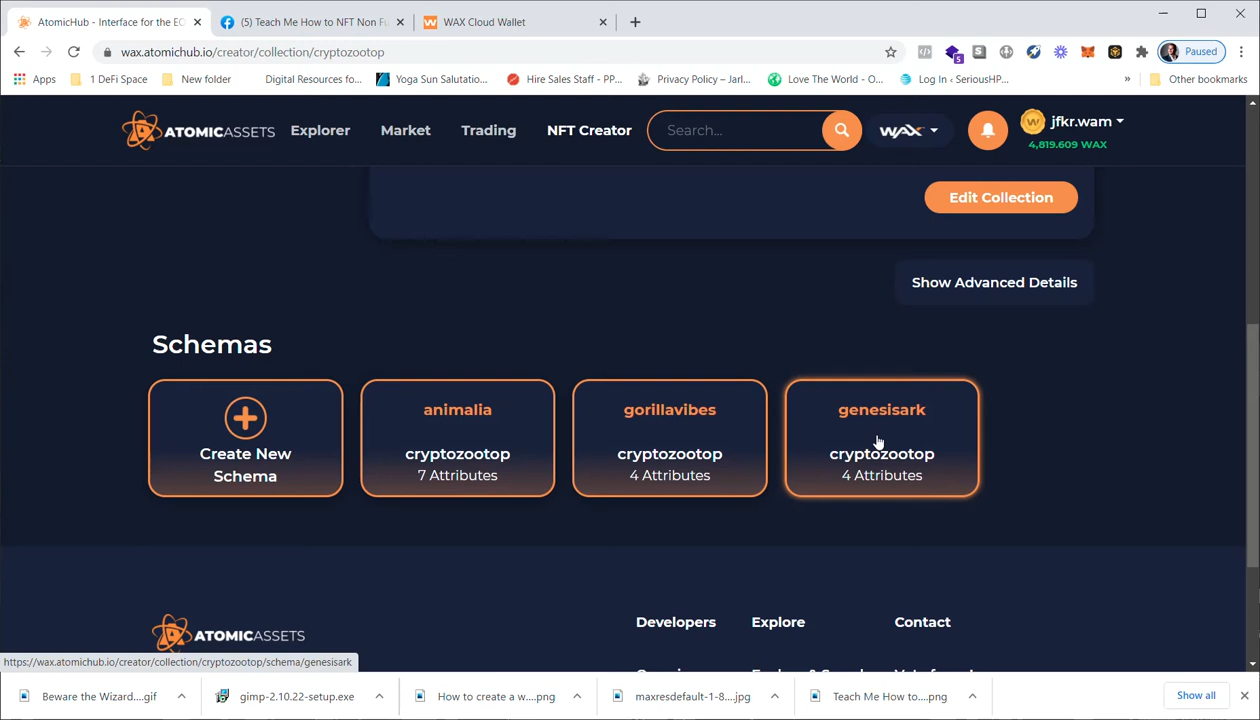 AtomicHub - Interface for the EO
(5) Teach Me How to NFT Non Fu
WAX Cloud Wallet
wax.atomichub.io/creator/collection/cryptozootop
5
Paused
Apps
1 DeFi Space
New folder
Digital Resources fo...
Yoga Sun Salutatio...
Hire Sales Staff - PP...
Privacy Policy – Jarl...
Love The World - O...
Log In ‹ SeriousHP...
»
Other bookmarks
ATOMICASSETS
Explorer
Market
Trading
NFT Creator
Search...
WAX
jfkr.wam
4,819.609 WAX
Edit Collection
Show Advanced Details
Schemas
Create New
Schema
animalia
cryptozootop
7 Attributes
gorillavibes
cryptozootop
4 Attributes
genesisark
cryptozootop
4 Attributes
ATOMICASSETS
Developers
Explore
Contact
https://wax.atomichub.io/creator/collection/cryptozootop/schema/genesisark
Beware the Wizard....gif
gimp-2.10.22-setup.exe
How to create a w....png
maxresdefault-1-8....jpg
Teach Me How to....png
Show all